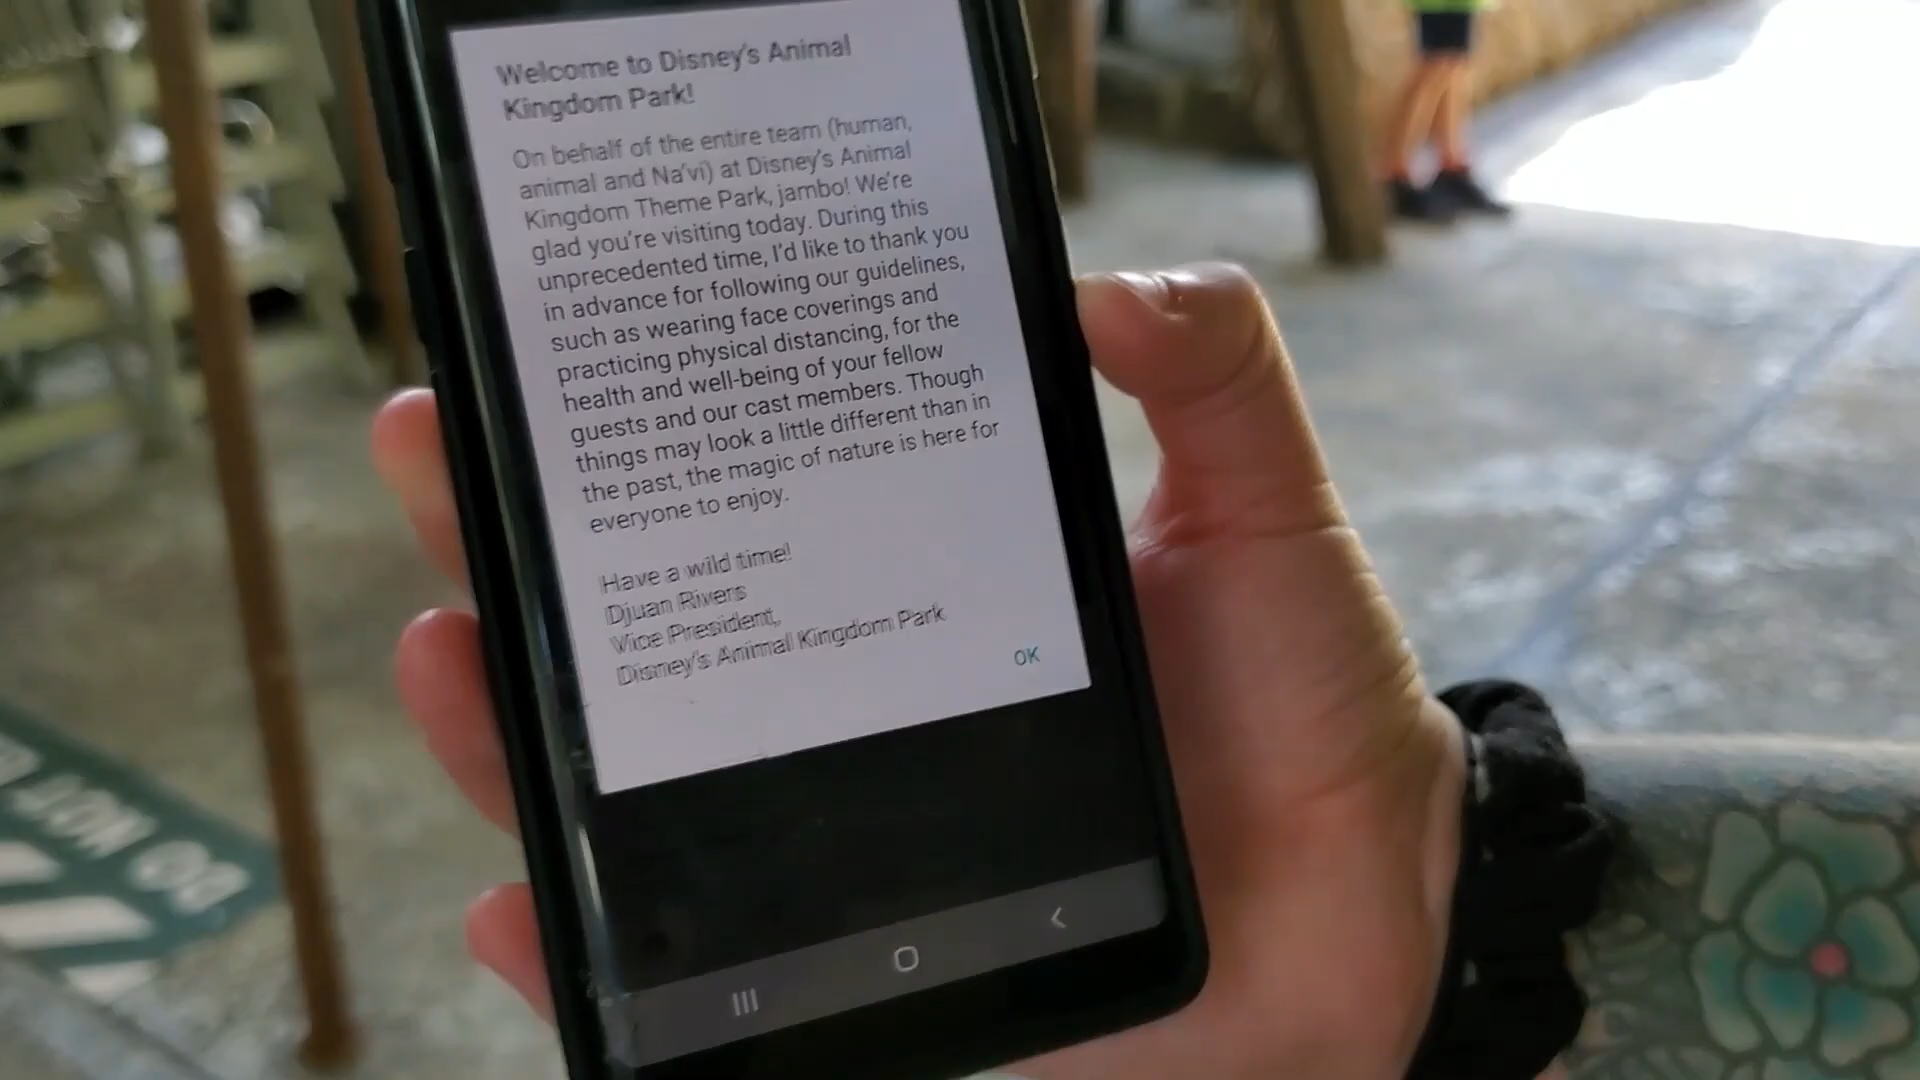 Welcome to Disney's Animal
Kingdom Park!
On behalf of the entire team (human,
animal and Na'vi) at Disney's Animal
Kingdom Theme Park, jambo! We're
glad you're visiting today. During this
unprecedented time, I'd like to thank you
in advance for following our guidelines,
such as wearing face coverings and
practicing physical distancing, for the
health and well-being of your fellow
guests and our cast members. Though
things may look a little different than in
the past, the magic of nature is here for
everyone to enjoy.
Have a wild time!
Djuan Rivers
Vice President,
Disney's Animal Kingdom Park
OK
DO NOT